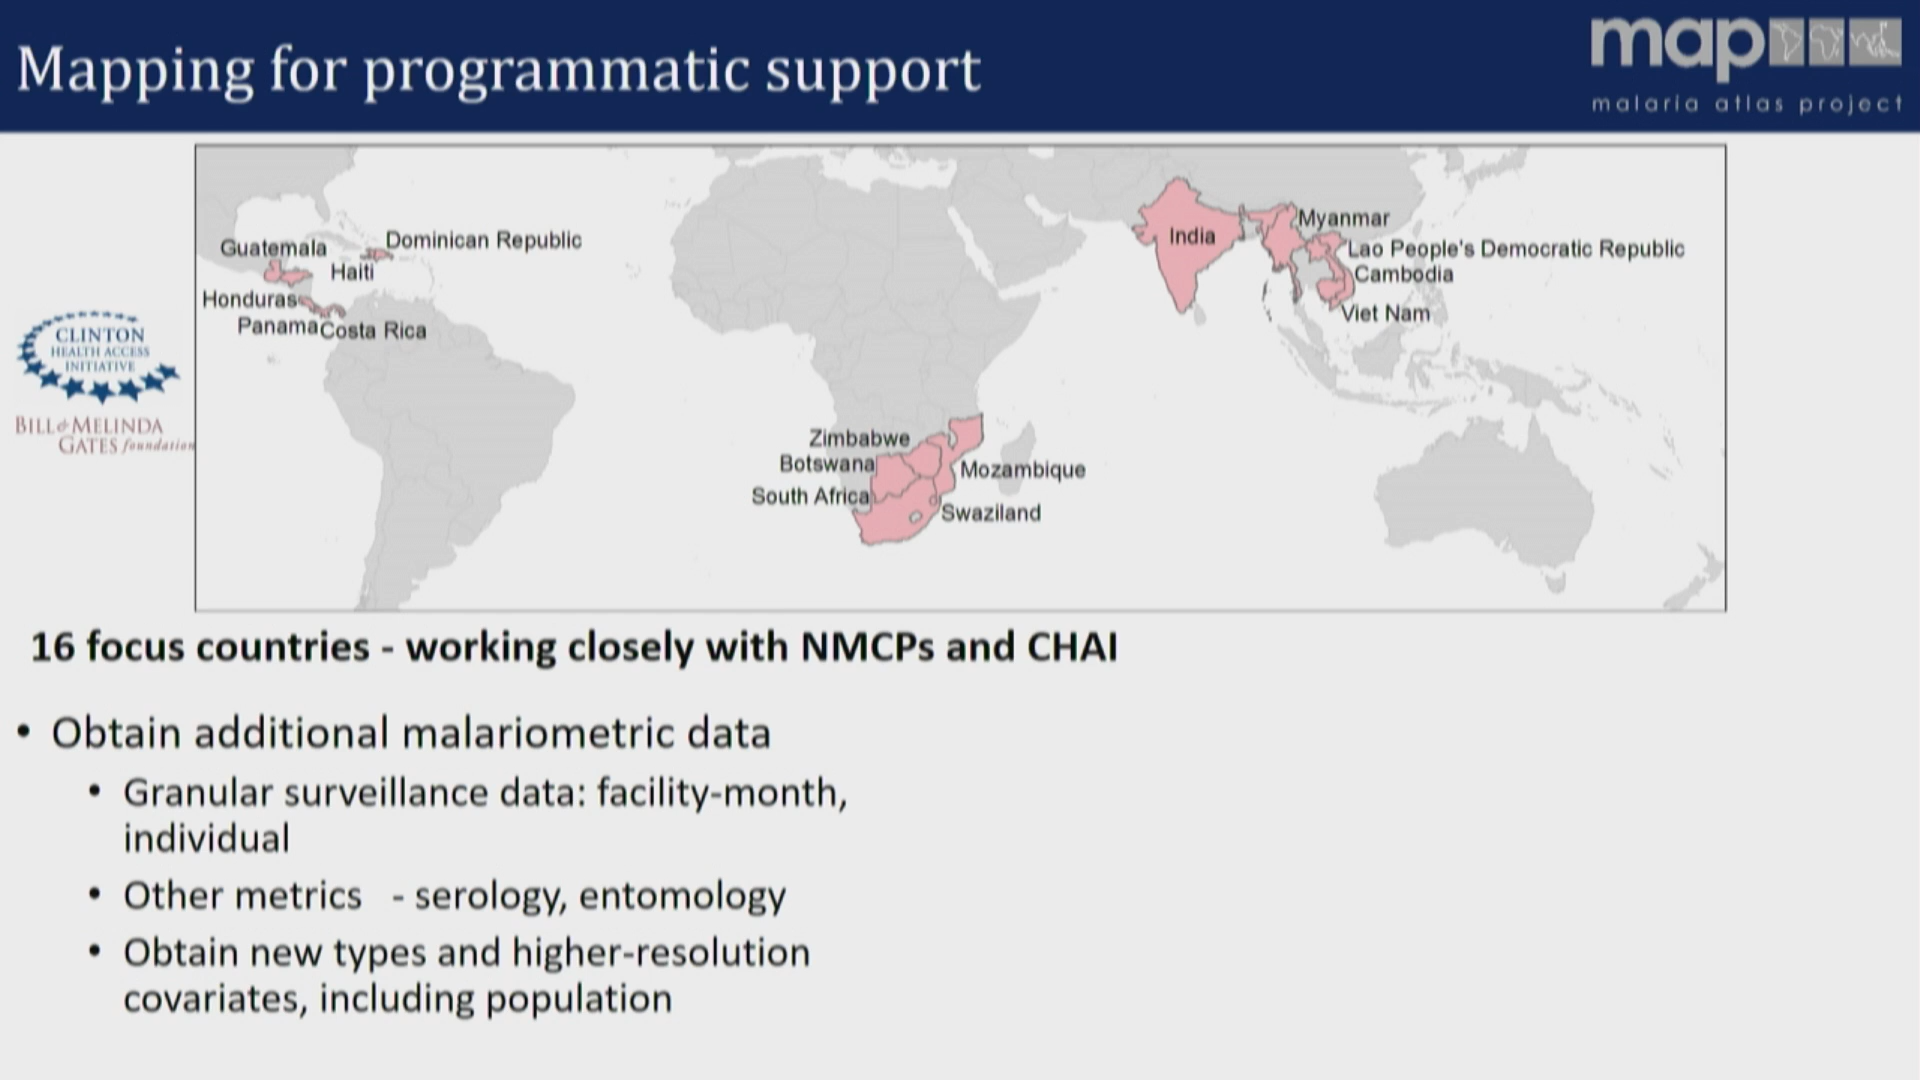 Mapping for programmatic support
map
malaria atlas project
Guatemala
Dominican Republic
Haiti
Honduras
Panama
Costa Rica
India
Myanmar
Lao People's Democratic Republic
Cambodia
Viet Nam
CLINTON
HEALTH ACCESS
INITIATIVE
BILL & MELINDA
GATES foundation
Zimbabwe
Botswana
Mozambique
South Africa
Swaziland
16 focus countries - working closely with NMCPs and CHAI
• Obtain additional malariometric data
• Granular surveillance data: facility-month,
individual
• Other metrics - serology, entomology
• Obtain new types and higher-resolution
covariates, including population